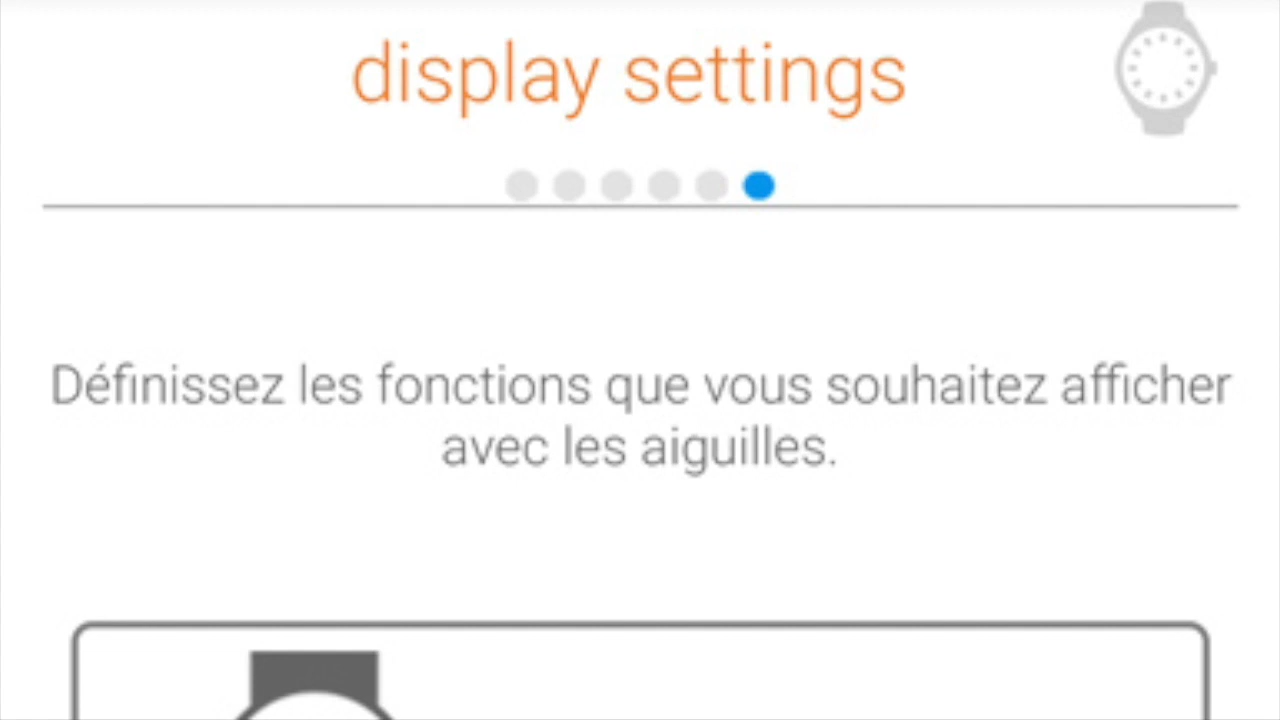 display settings
Définissez les fonctions que vous souhaitez afficher
avec les aiguilles.